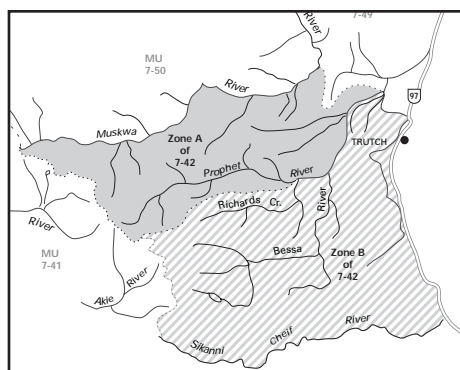 7-49
River
MU
7-50
River
97
Muskwa
Zone A
of
7-42
TRUTCH
Prophet
River
Richards Cr.
River
River
MU
7-41
Bessa
Zone B
of
7-42
Akie River
Sikanni Cheif River